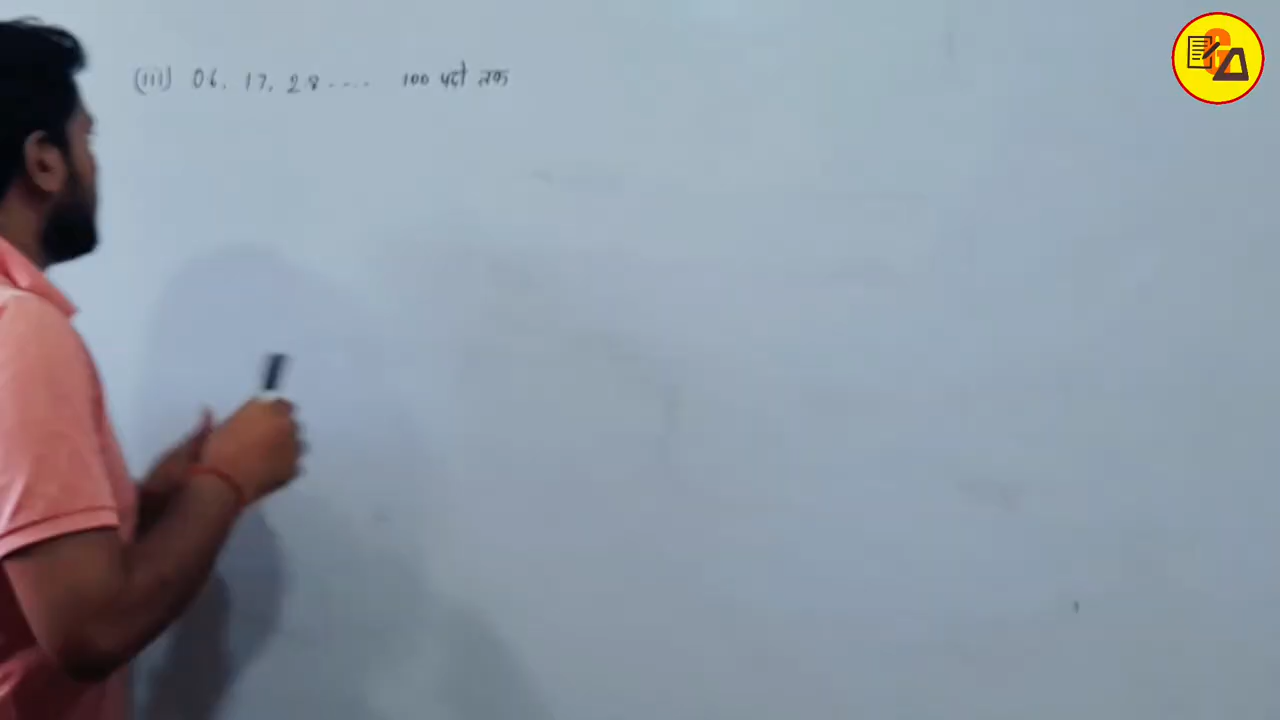 (iii) 06, 17, 28 .... 100 पदों तक